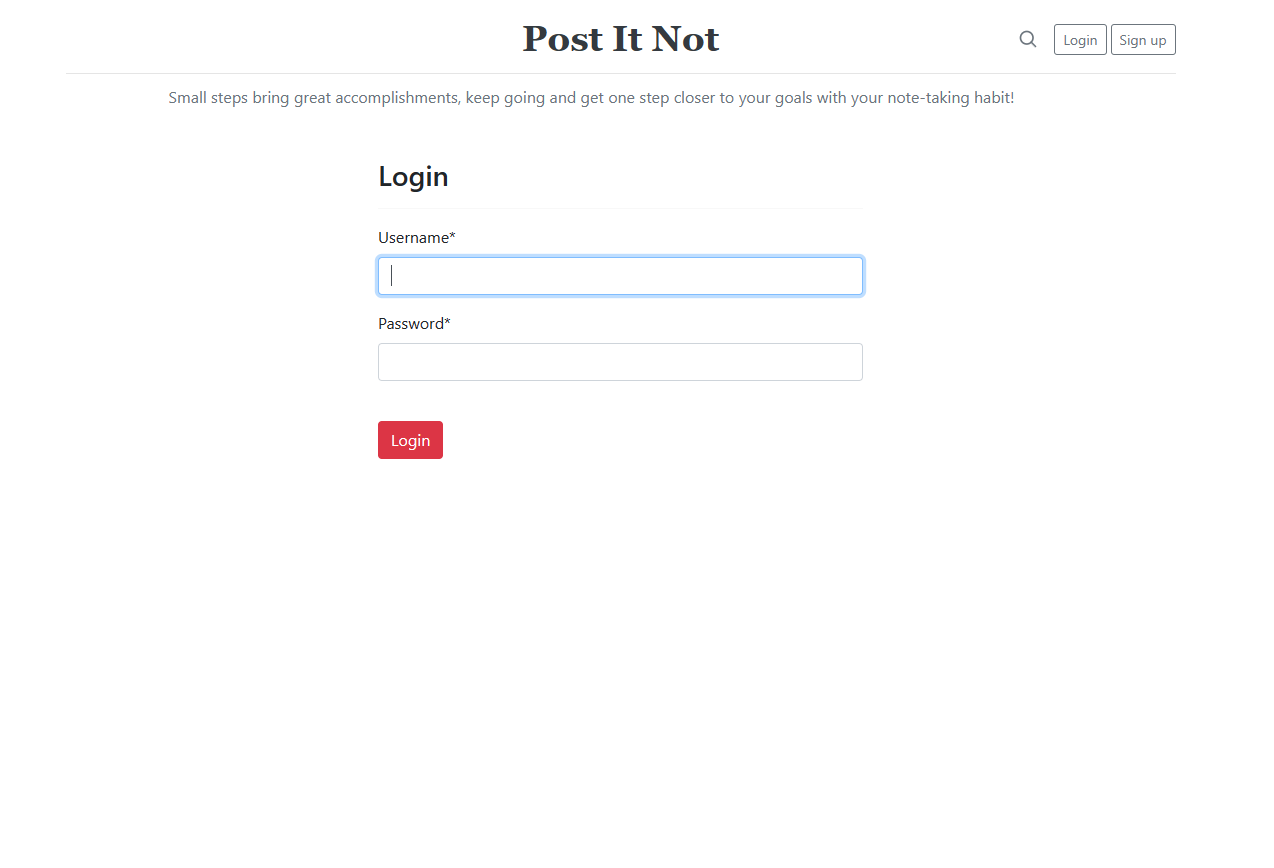 Post It Not
Login
Sign up
Small steps bring great accomplishments, keep going and get one step closer to your goals with your note-taking habit!
Login
Username*
Password*
Login